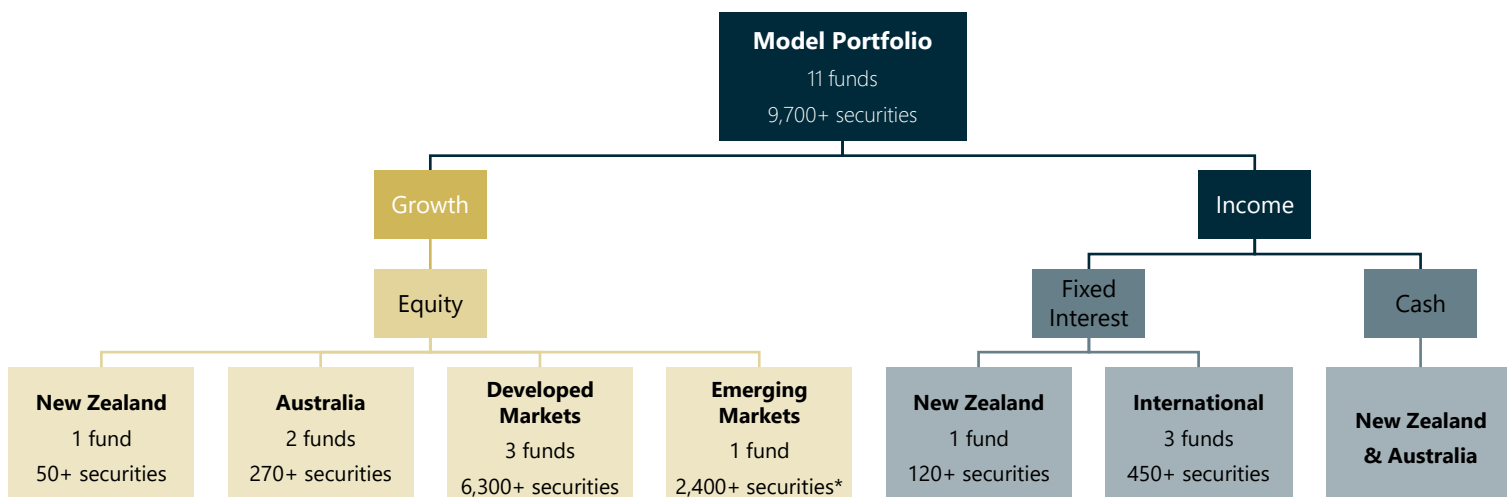 Model Portfolio
11 funds
9,700+ securities
Growth
Income
Equity
Fixed
Interest
Cash
New Zealand
1 fund
50+ securities
Australia
2 funds
270+ securities
Developed
Markets
3 funds
6,300+ securities
Emerging
Markets
1 fund
2,400+ securities*
New Zealand
1 fund
120+ securities
International
3 funds
450+ securities
New Zealand
& Australia